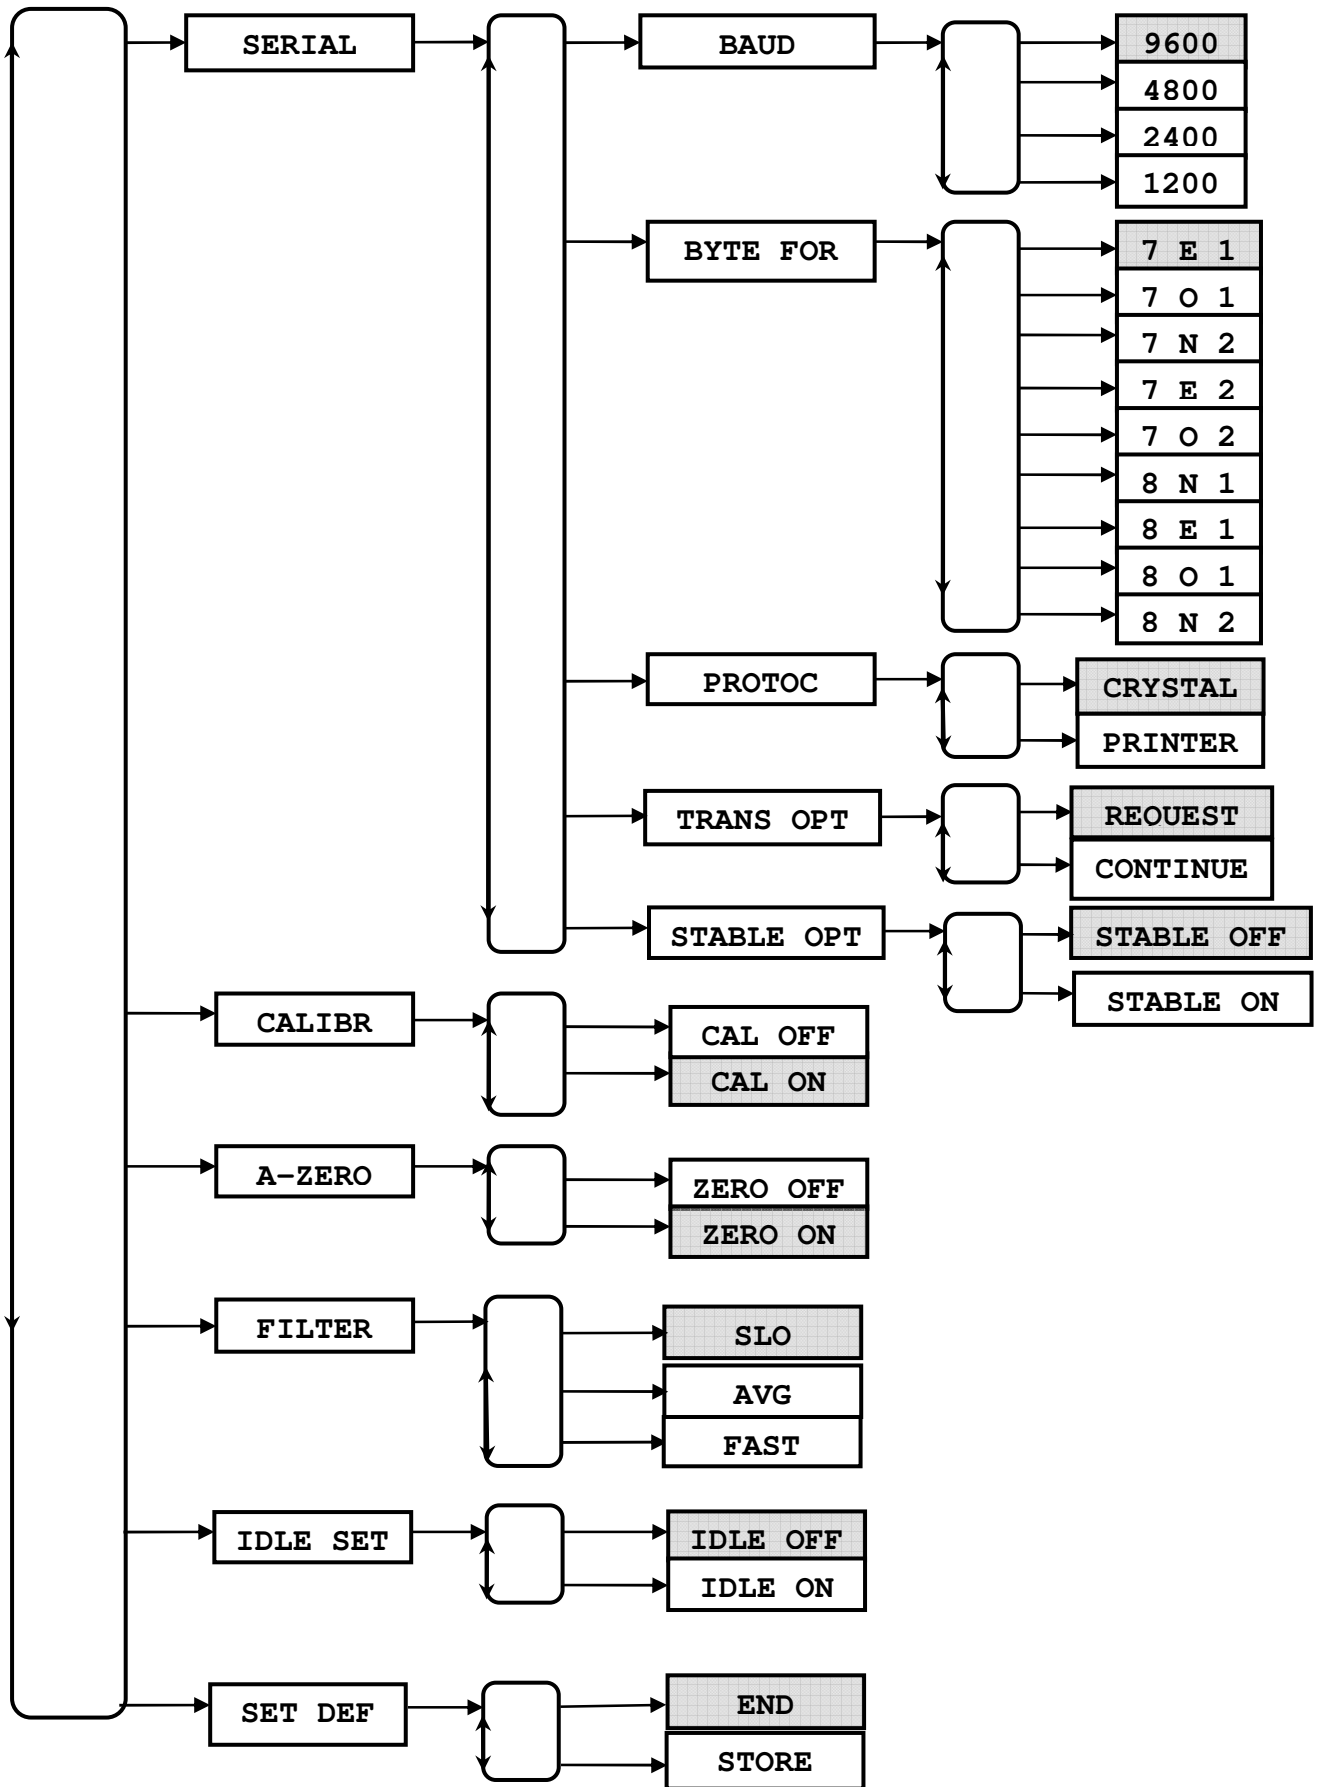 SERIAL
BAUD
9600
4800
2400
1200
BYTE FOR
7 E 1
7 O 1
7 N 2
7 E 2
7 O 2
8 N 1
8 E 1
8 O 1
8 N 2
PROTOC
CRYSTAL
PRINTER
TRANS OPT
REQUEST
CONTINUE
STABLE OPT
STABLE OFF
STABLE ON
CALIBR
CAL OFF
CAL ON
A-ZERO
ZERO OFF
ZERO ON
FILTER
SLO
AVG
FAST
IDLE SET
IDLE OFF
IDLE ON
SET DEF
END
STORE